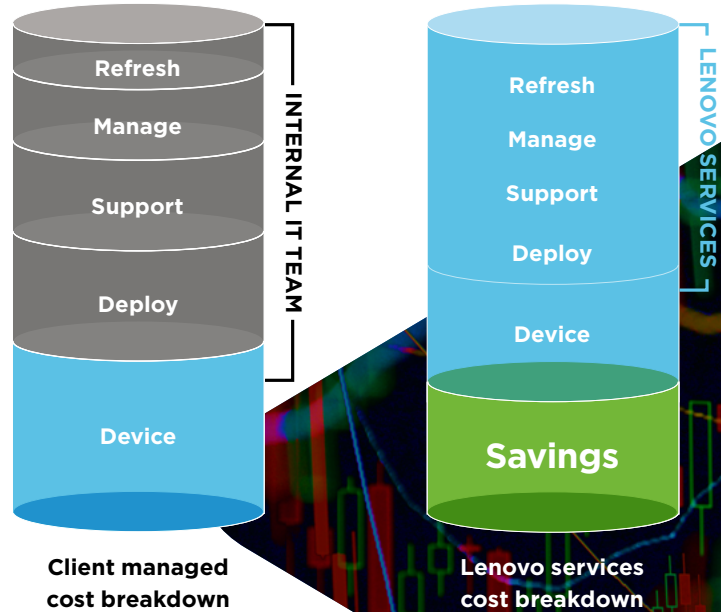 Refresh
Manage
Support
Deploy
Device
INTERNAL IT TEAM
Client managed
cost breakdown
Refresh
Manage
Support
Deploy
Device
Savings
LENOVO SERVICES
Lenovo services
cost breakdown